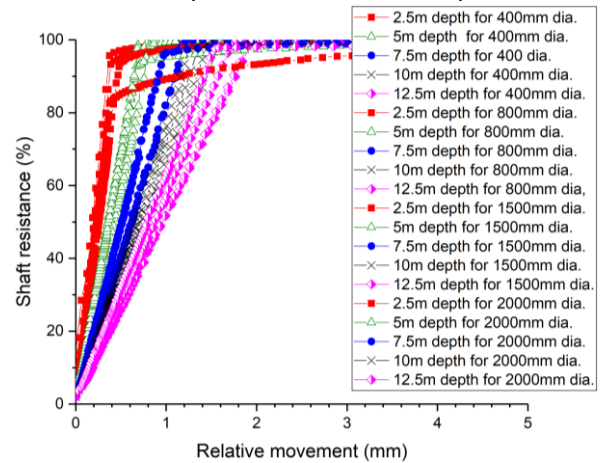 2.5m depth for 400mm dia.
5m depth  for 400mm dia.
7.5m depth for 400 dia.
10m depth for 400mm dia.
12.5m depth for 400mm dia.
2.5m depth for 800mm dia.
5m depth for 800mm dia.
7.5m depth for 800mm dia.
10m depth for 800mm dia.
12.5m depth for 800mm dia,
2.5m depth for 1500mm dia.
5m depth for 1500mm dia.
7.5m depth for 1500mm dia.
10m depth for 1500mm dia.
12.5m depth for 1500mm dia.
2.5m depth for 2000mm dia.
5m depth for 2000mm dia.
7.5m depth for 2000mm dia.
10m depth for 2000mm dia.
12.5m depth for 2000mm dia.
Shaft resistance (%)
100
80
60
40
20
0
0 1 2 3 4 5
Relative movement (mm)